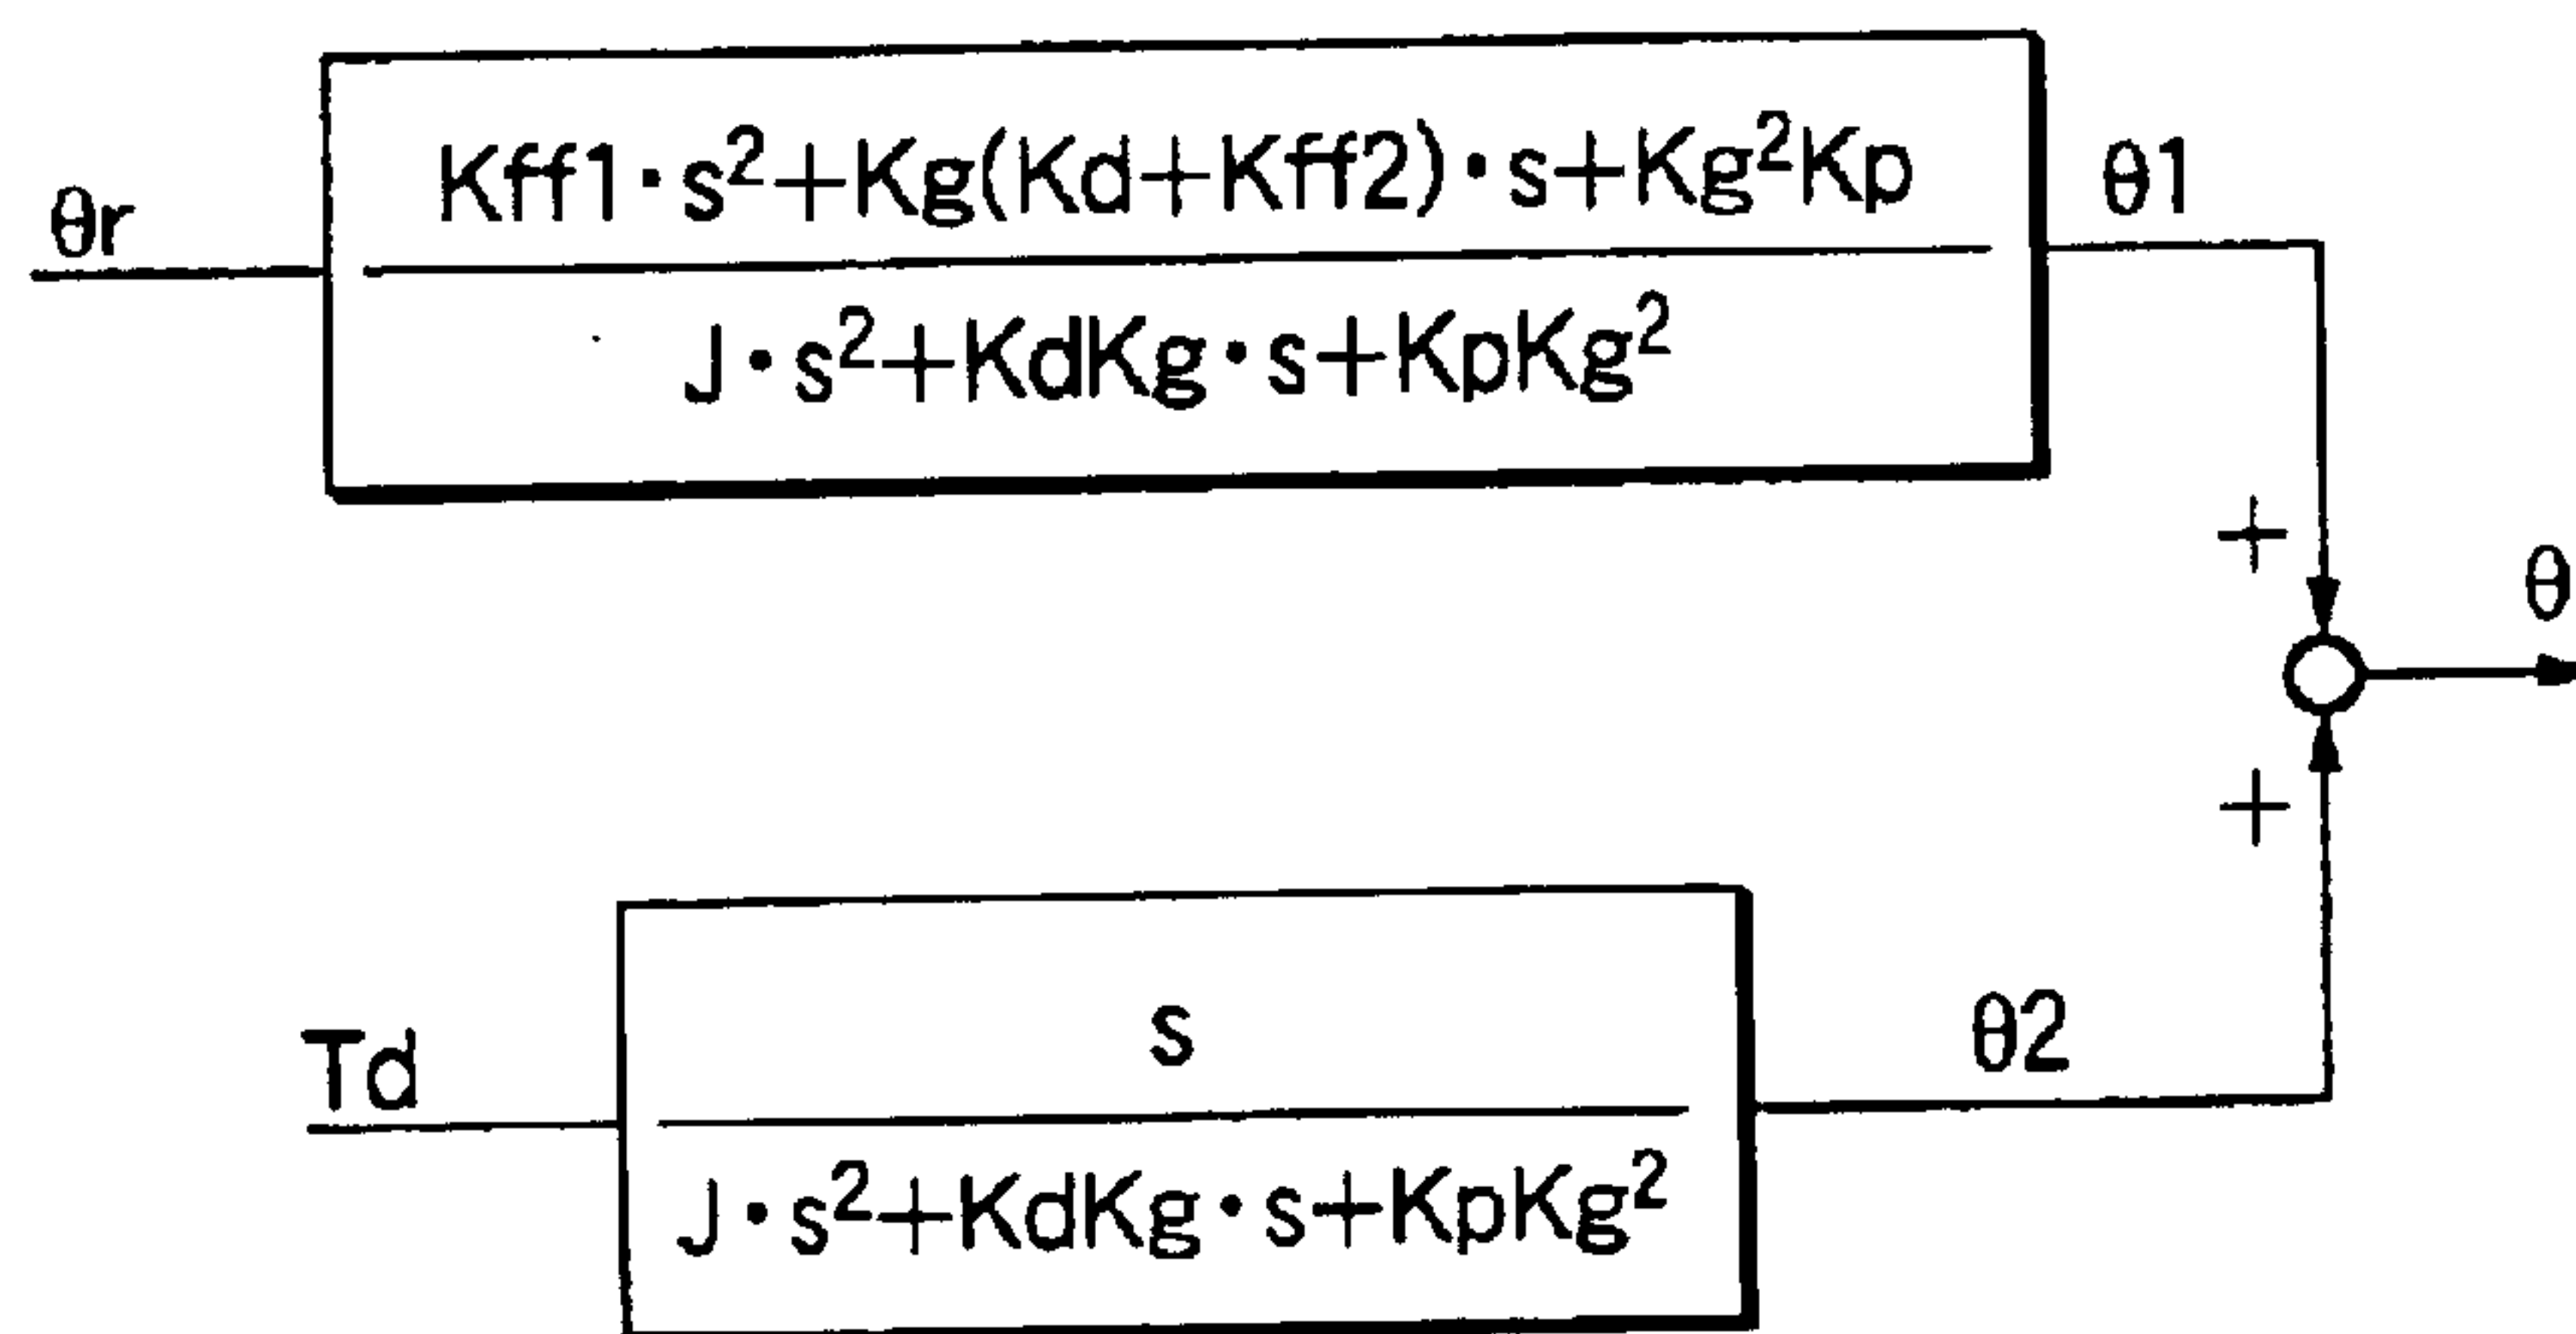 θr
Kff1·s²+Kg(Kd+Kff2)·s+Kg²Kp
J·s²+KdKg·s+KpKg²
θ1
+
θ
+
Td
s
J·s²+KdKg·s+KpKg²
θ2